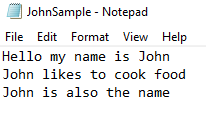 JohnSample - Notepad
File Edit Format View Help
Hello my name is John
John likes to cook food
John is also the name